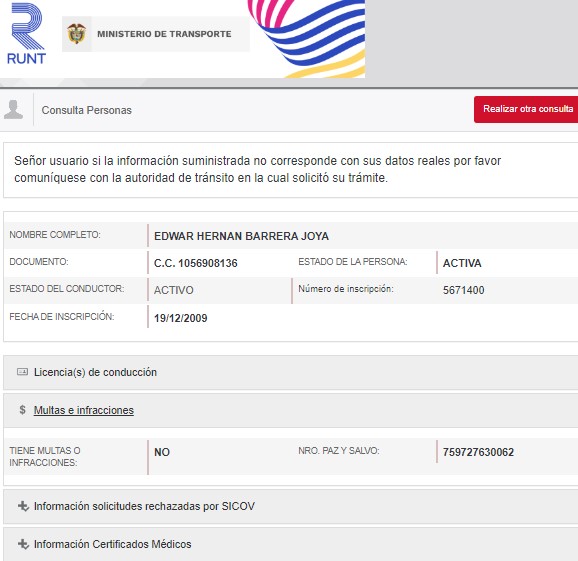 RUNT
MINISTERIO DE TRANSPORTE
Consulta Personas
Realizar otra consulta
Señor usuario si la información suministrada no corresponde con sus datos reales por favor
comuníquese con la autoridad de tránsito en la cual solicitó su trámite.
NOMBRE COMPLETO: EDWAR HERNAN BARRERA JOYA
DOCUMENTO: C.C. 1056908136 ESTADO DE LA PERSONA: ACTIVA
ESTADO DEL CONDUCTOR: ACTIVO Número de inscripción: 5671400
FECHA DE INSCRIPCIÓN: 19/12/2009
Licencia(s) de conducción
$ Multas e infracciones
TIENE MULTAS O NO NRO. PAZ Y SALVO: 759727630062
INFRACCIONES:
Información solicitudes rechazadas por SICOV
Información Certificados Médicos